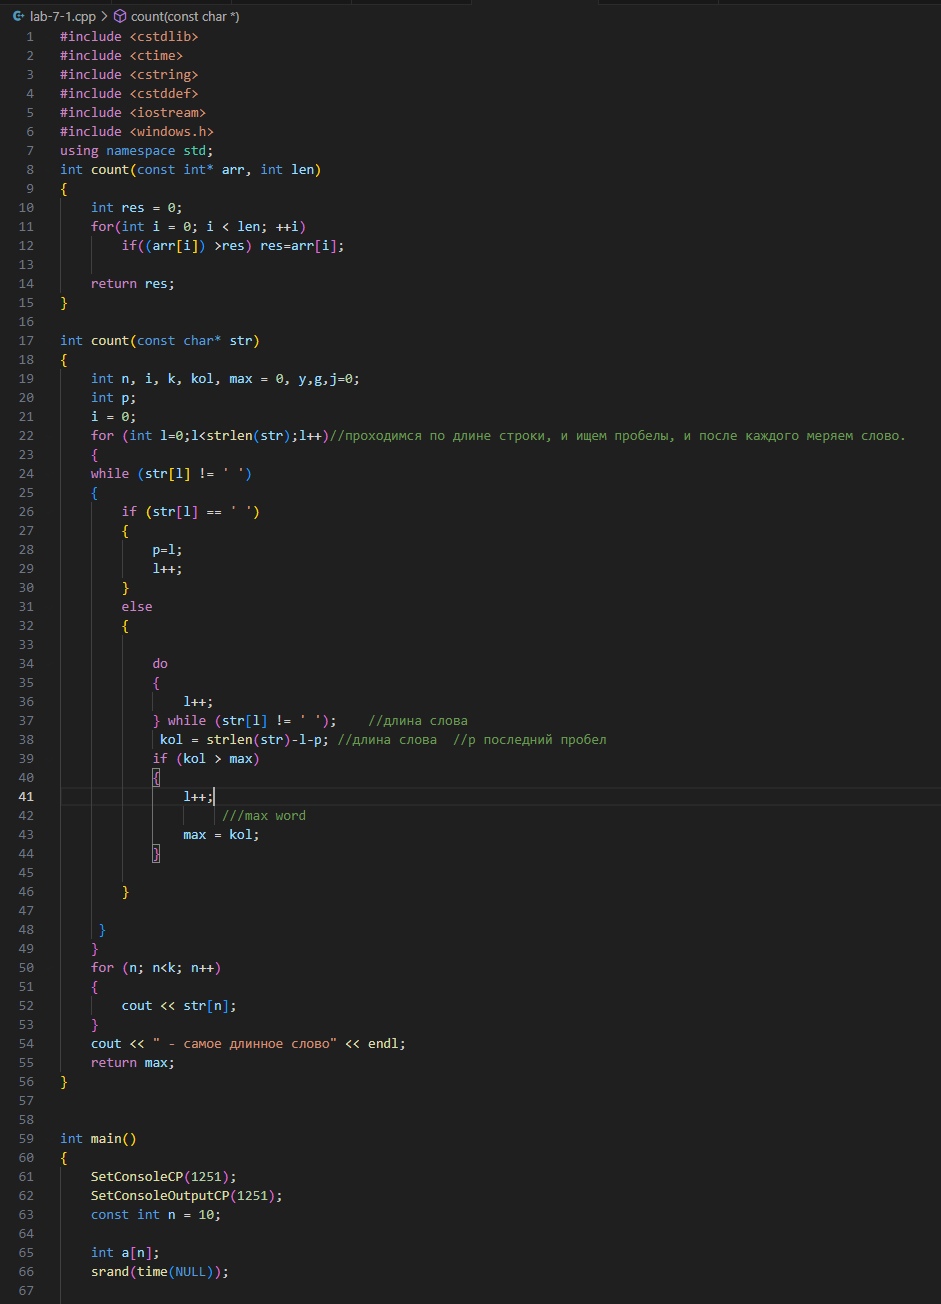 lab-7-1.cpp > count(const char *)
1 #include <cstdlib>
2 #include <ctime>
3 #include <cstring>
4 #include <cstddef>
5 #include <iostream>
6 #include <windows.h>
7 using namespace std;
8 int count(const int* arr, int len)
9 {
10 int res = 0;
11 for(int i = 0; i < len; ++i)
12 if((arr[i]) >res) res=arr[i];
13
14 return res;
15 }
16
17 int count(const char* str)
18 {
19 int n, i, k, kol, max = 0, y,g,j=0;
20 int p;
21 i = 0;
22 for (int l=0;l<strlen(str);l++)//проходимся по длине строки, и ищем пробелы, и после каждого меряем слово.
23 {
24 while (str[l] != ' ')
25 {
26 if (str[l] == ' ')
27 {
28 p=l;
29 l++;
30 }
31 else
32 {
33
34 do
35 {
36 l++;
37 } while (str[l] != ' '); //длина слова
38 kol = strlen(str)-l-p; //длина слова //p последний пробел
39 if (kol > max)
40 {
41 l++;
42 ///max word
43 max = kol;
44 }
45
46 }
47
48 }
49 }
50 for (n; n<k; n++)
51 {
52 cout << str[n];
53 }
54 cout << " - самое длинное слово" << endl;
55 return max;
56 }
57
58
59 int main()
60 {
61 SetConsoleCP(1251);
62 SetConsoleOutputCP(1251);
63 const int n = 10;
64
65 int a[n];
66 srand(time(NULL));
67